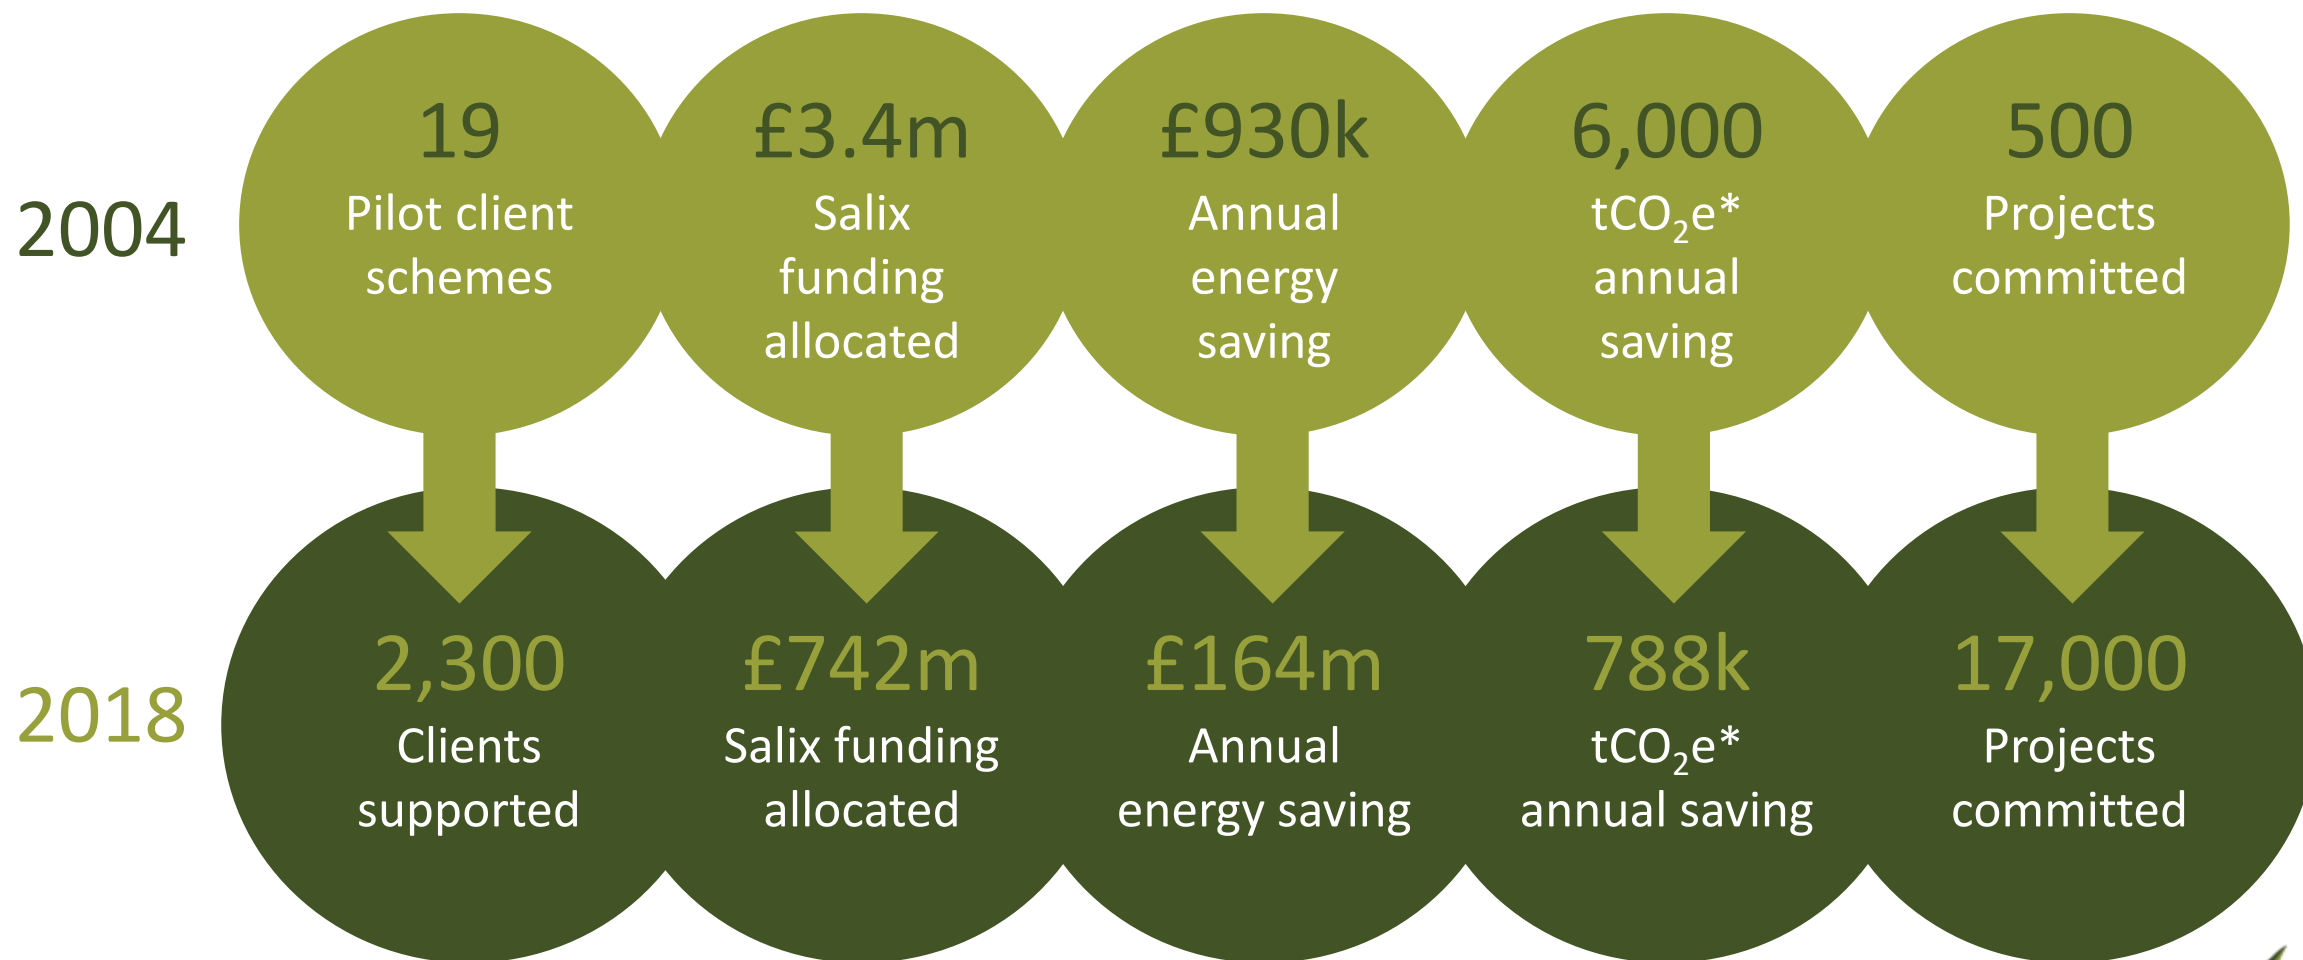 2004
19
Pilot client
schemes
£3.4m
Salix
funding
allocated
£930k
Annual
energy
saving
6,000
tCO₂e*
annual
saving
500
Projects
committed
2018
2,300
Clients
supported
£742m
Salix funding
allocated
£164m
Annual
energy saving
788k
tCO₂e*
annual saving
17,000
Projects
committed